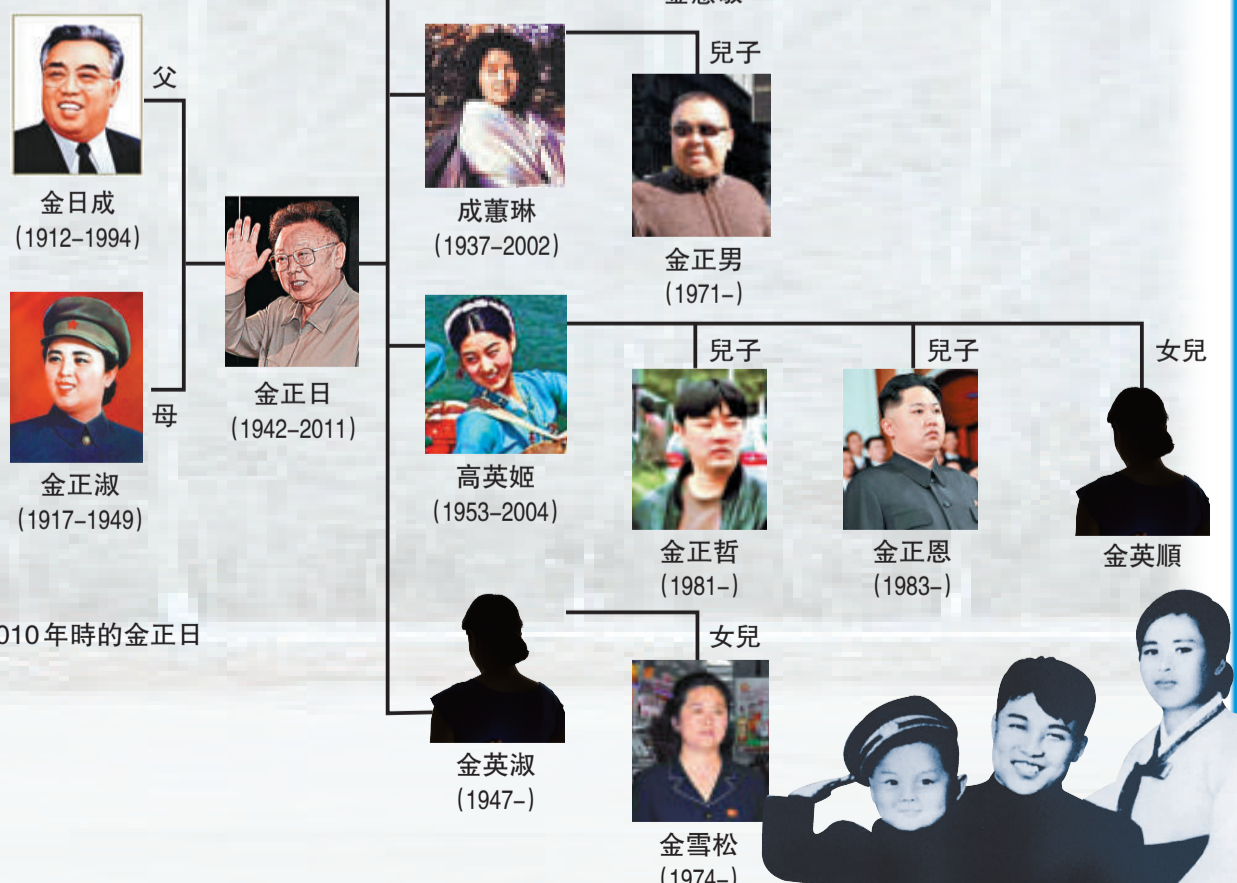 兒子
父
金日成
(1912–1994)
成蕙琳
(1937–2002)
金正男
(1971–)
金正日
(1942–2011)
母
金正淑
(1917–1949)
高英姬
(1953–2004)
兒子
兒子
女兒
金正哲
(1981–)
金正恩
(1983–)
金英順
010年時的金正日
女兒
金英淑
(1947–)
金雪松
(1974–)